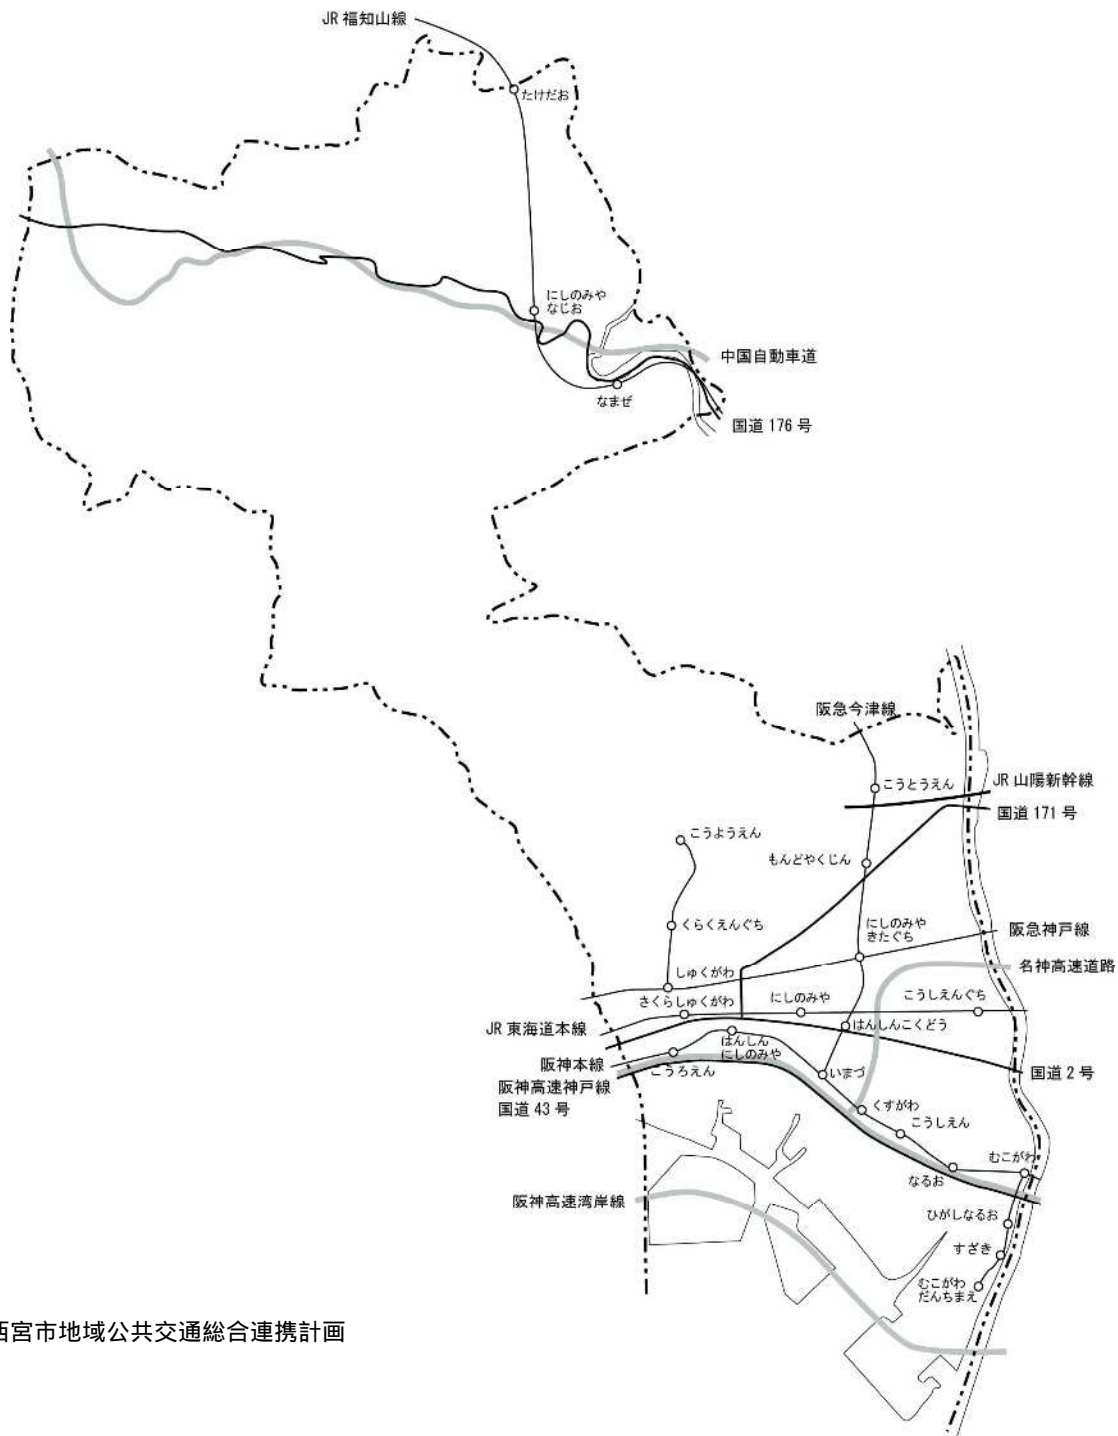 JR 福知山線
たけだお
にしのみや
なじお
中国自動車道
なまぜ
国道 176 号
阪急今津線
こうとうえん
JR 山陽新幹線
国道 171 号
こうようえん
もんどやくじん
くらくえんぐち
にしのみや
きたぐち
阪急神戸線
名神高速道路
しゅくがわ
さくらしゅくがわ
にしのみや
こうしえんぐち
JR 東海道本線
はんしんこくどう
阪神本線
はんしん
にしのみや
こうろえん
いまづ
国道 2 号
阪神高速神戸線
国道 43 号
くすがわ
こうしえん
むこがわ
なるお
阪神高速湾岸線
ひがしなるお
すざき
むこがわ
だんちまえ
西宮市地域公共交通総合連携計画